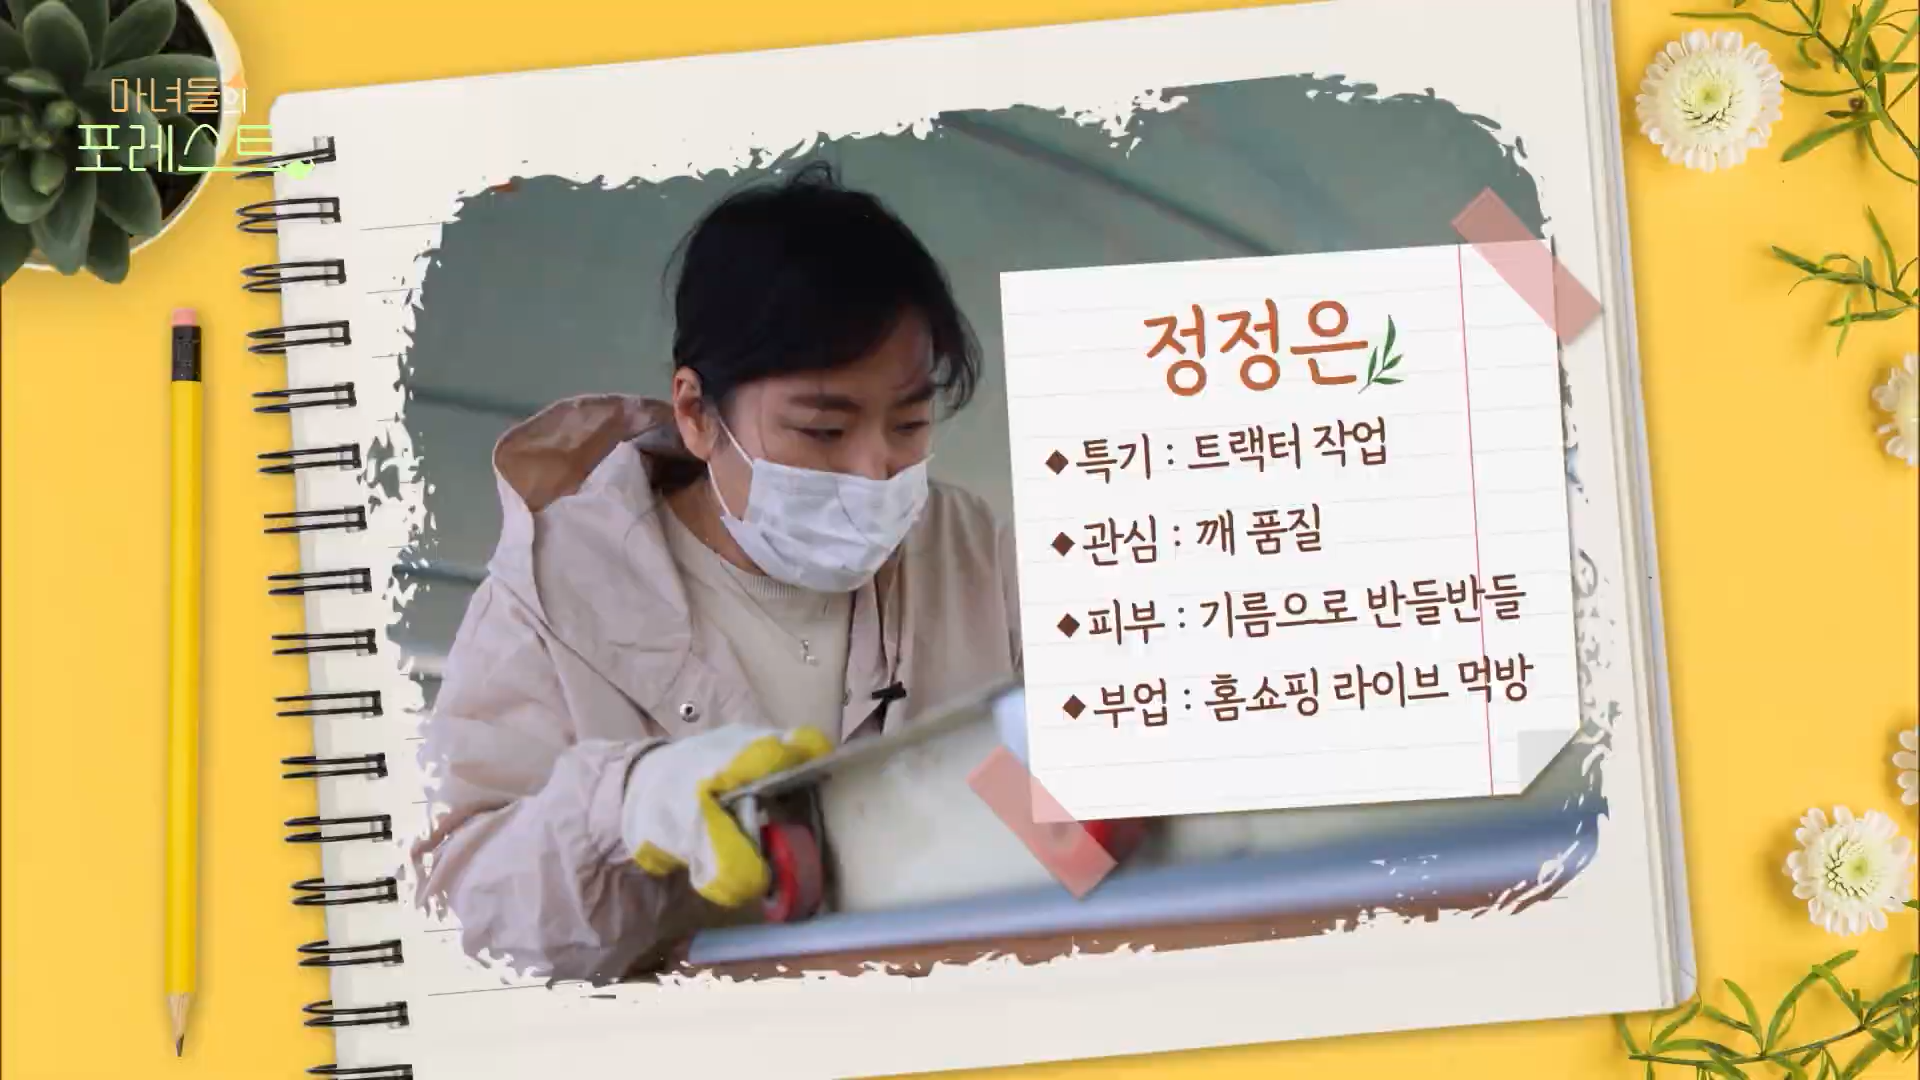 마녀들의
포레스트
정정은
◆특기 : 트랙터 작업
◆관심 : 깨 품질
◆피부 : 기름으로 반들반들
◆부업 : 홈쇼핑 라이브 먹방